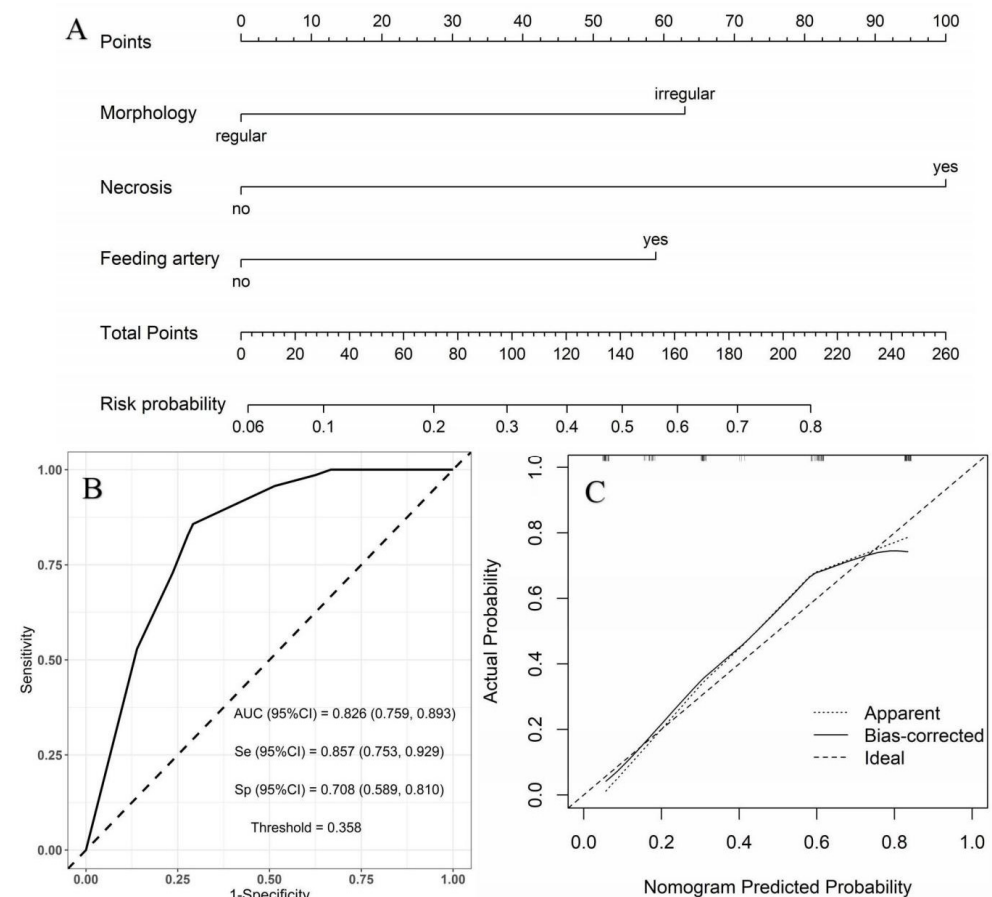 A
0 10 20 30 40 50 60 70 80 90 100
Points
irregular
Morphology
regular
yes
Necrosis
no
yes
Feeding artery
no
Total Points
0 20 40 60 80 100 120 140 160 180 200 220 240 260
Risk probability
0.06 0.1 0.2 0.3 0.4 0.5 0.6 0.7 0.8
B
1.00
0.75
0.50
0.25
0.00
Sensitivity
AUC (95%CI) = 0.826 (0.759, 0.893)
Se (95%CI) = 0.857 (0.753, 0.929)
Sp (95%CI) = 0.708 (0.589, 0.810)
Threshold = 0.358
0.00 0.25 0.50 0.75 1.00
1-Specificity
C
1.0
0.8
0.6
0.4
0.2
0.0
Actual Probability
Apparent
Bias-corrected
Ideal
0.0 0.2 0.4 0.6 0.8 1.0
Nomogram Predicted Probability